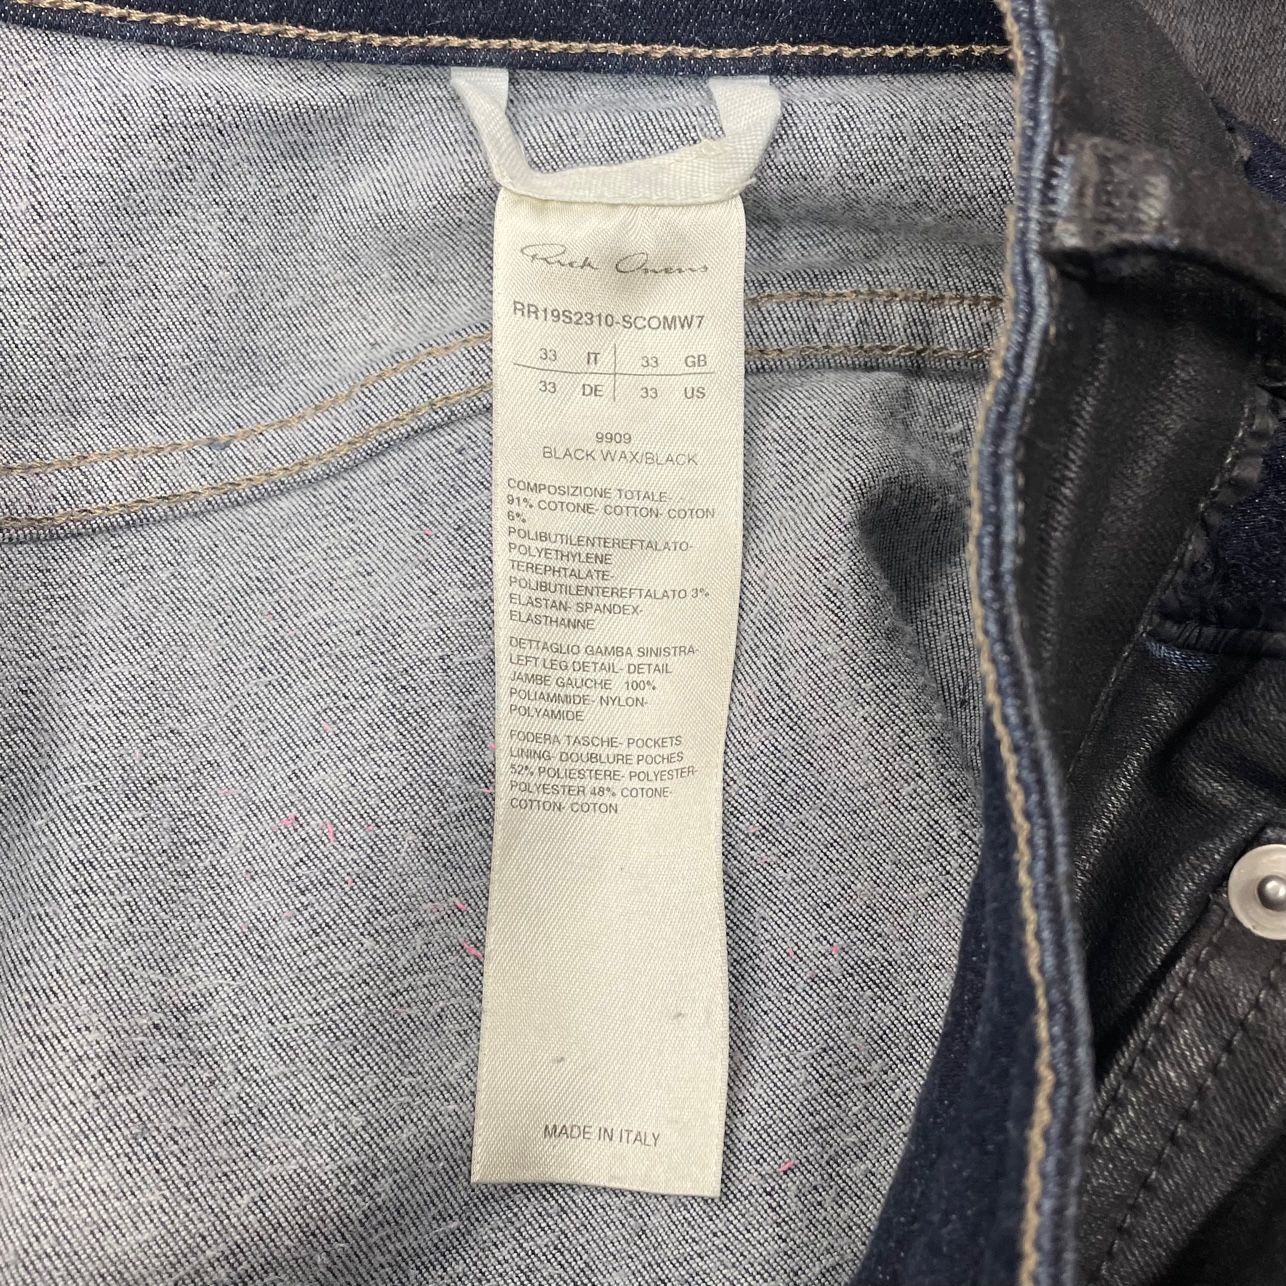 Rick Owens
RR19S2310-SCOMW7
33 IT 33 GB
33 DE 33 US
9909
BLACK WAX/BLACK
COMPOSIZIONE TOTALE-
91% COTONE- COTTON- COTON
6%
POLIBUTILENTEREFTALATO-
POLYETHYLENE
TEREPHTALATE-
POLIBUTILENTEREFTALATO 3%
ELASTAN- SPANDEX-
ELASTHANNE
DETTAGLIO GAMBA SINISTRA-
LEFT LEG DETAIL- DETAIL
JAMBE GAUCHE 100%
POLIAMMIDE- NYLON-
POLYAMIDE
FODERA TASCHE- POCKETS
LINING- DOUBLURE POCHES
52% POLIESTERE- POLYESTER-
POLYESTER 48% COTONE-
COTTON- COTON
MADE IN ITALY